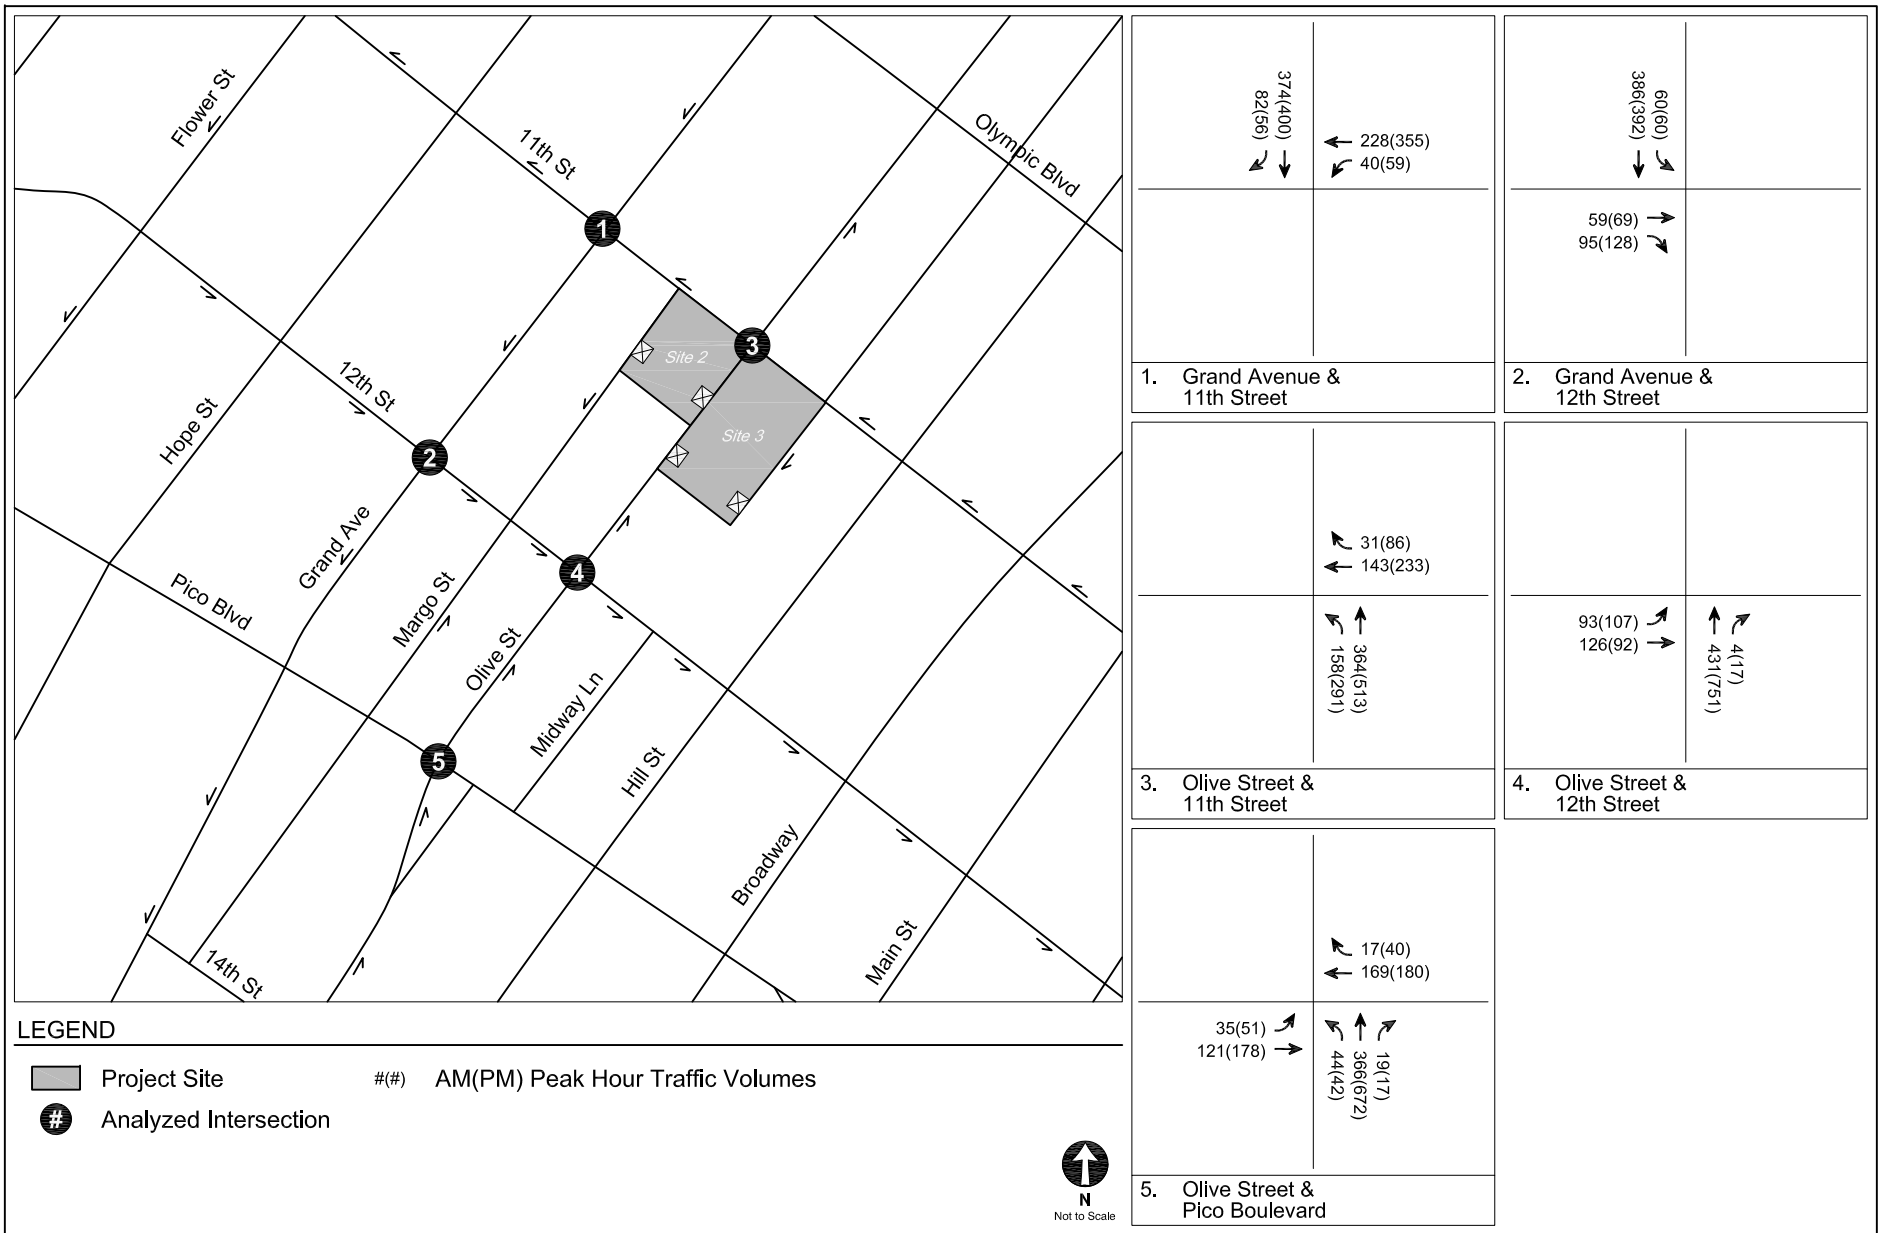 Flower St
11th St
Olympic Blvd
1
Site 2
3
12th St
Site 3
Hope St
2
Grand Ave
4
Pico Blvd
Margo St
Olive St
Midway Ln
5
Hill St
Broadway
Main St
14th St
LEGEND
Project Site
#(#) AM(PM) Peak Hour Traffic Volumes
# Analyzed Intersection
N
Not to Scale
82(56)
374(400)
228(355)
40(59)
1. Grand Avenue &
11th Street
386(392)
60(60)
59(69)
95(128)
2. Grand Avenue &
12th Street
31(86)
143(233)
158(291)
364(513)
3. Olive Street &
11th Street
93(107)
126(92)
431(751)
4(17)
4. Olive Street &
12th Street
17(40)
169(180)
35(51)
121(178)
44(42)
366(672)
19(17)
5. Olive Street &
Pico Boulevard